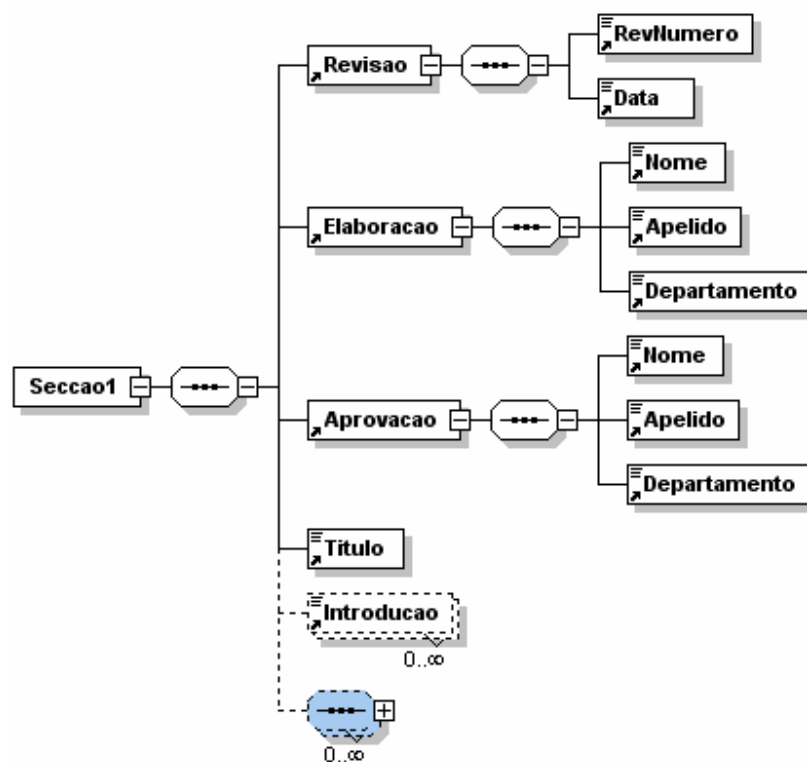 RevNumero
Revisao
Data
Nome
Elaboracao
Apelido
Departamento
Nome
Seccao1
Aprovacao
Apelido
Departamento
Titulo
Introducao
0..∞
0..∞